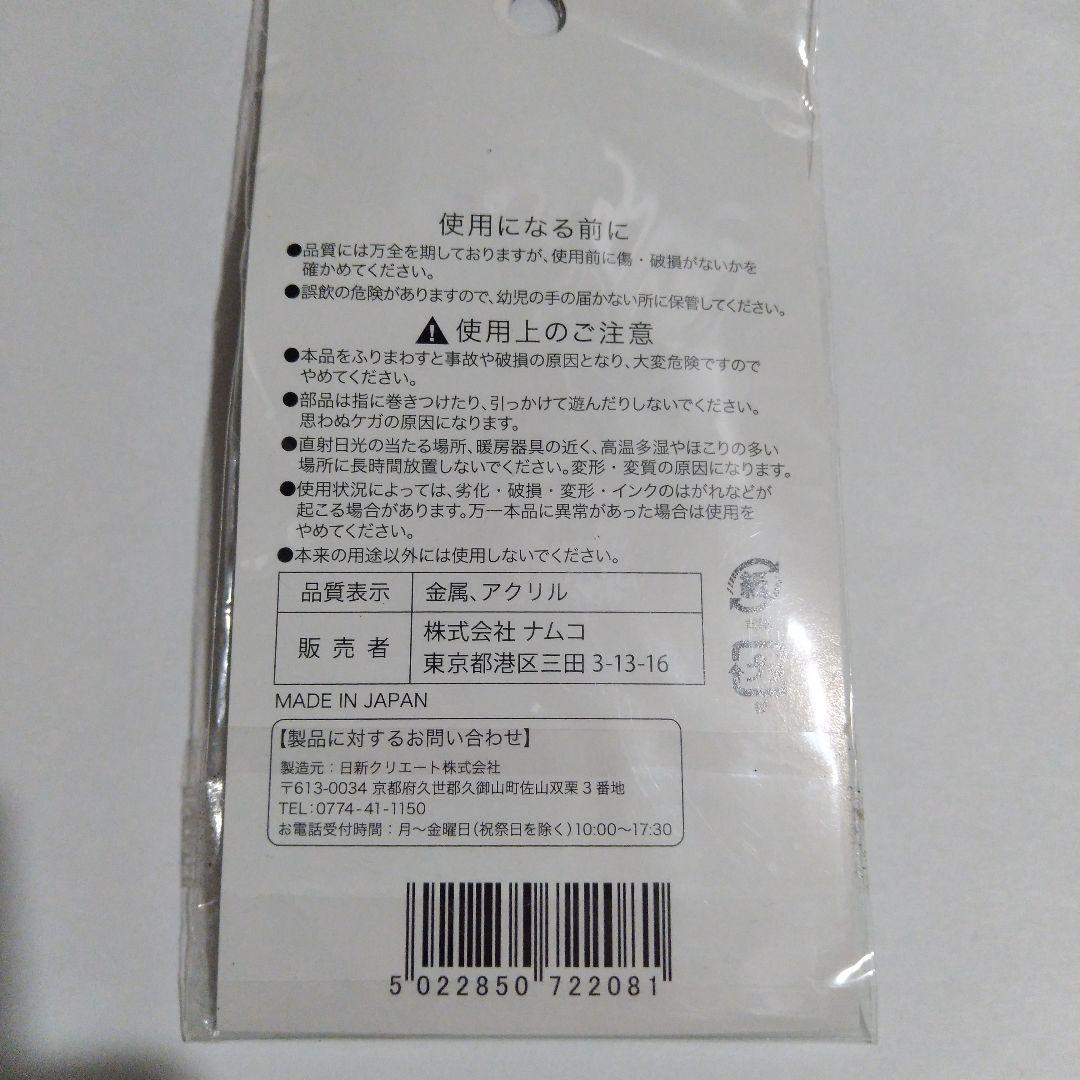 使用になる前に
●品質には万全を期しておりますが、使用前に傷・破損がないかを
確かめてください。
●誤飲の危険がありますので、幼児の手の届かない所に保管してください。
使用上のご注意
●本品をふりまわすと事故や破損の原因となり、大変危険ですので
やめてください。
●部品は指に巻きつけたり、引っかけて遊んだりしないでください。
思わぬケガの原因になります。
●直射日光の当たる場所、暖房器具の近く、高温多湿やほこりの多い
場所に長時間放置しないでください。変形・変質の原因になります。
●使用状況によっては、劣化・破損・変形・インクのはがれなどが
起こる場合があります。万一本品に異常があった場合は使用を
やめてください。
●本来の用途以外には使用しないでください。
品質表示 金属、アクリル
販売者 株式会社 ナムコ
東京都港区三田 3-13-16
MADE IN JAPAN
【製品に対するお問い合わせ】
製造元：日新クリエート株式会社
〒613-0034 京都府久世郡久御山町佐山双栗3番地
TEL：0774-41-1150
お電話受付時間：月～金曜日（祝祭日を除く）10:00～17:30
紙
5 022850 722081